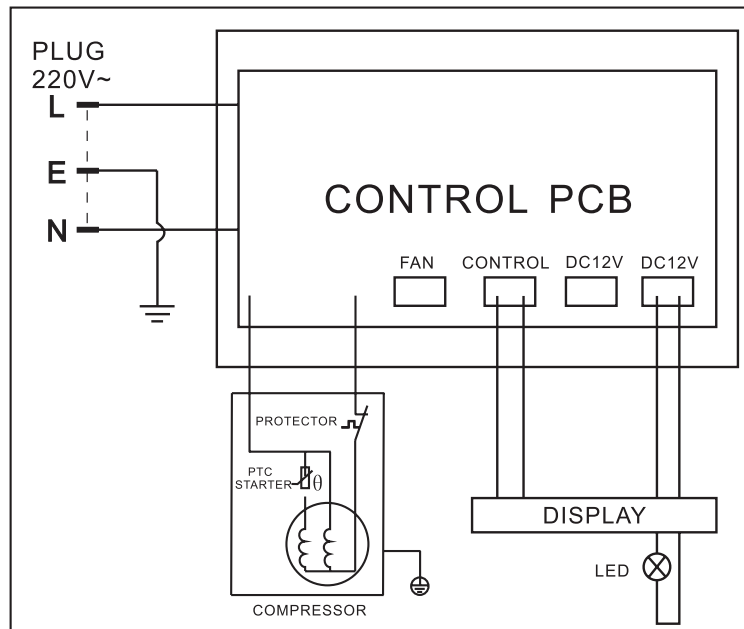 PLUG
220V~
L
E
N
CONTROL PCB
FAN
CONTROL
DC12V
DC12V
PROTECTOR
PTC
STARTER
θ
DISPLAY
LED
COMPRESSOR